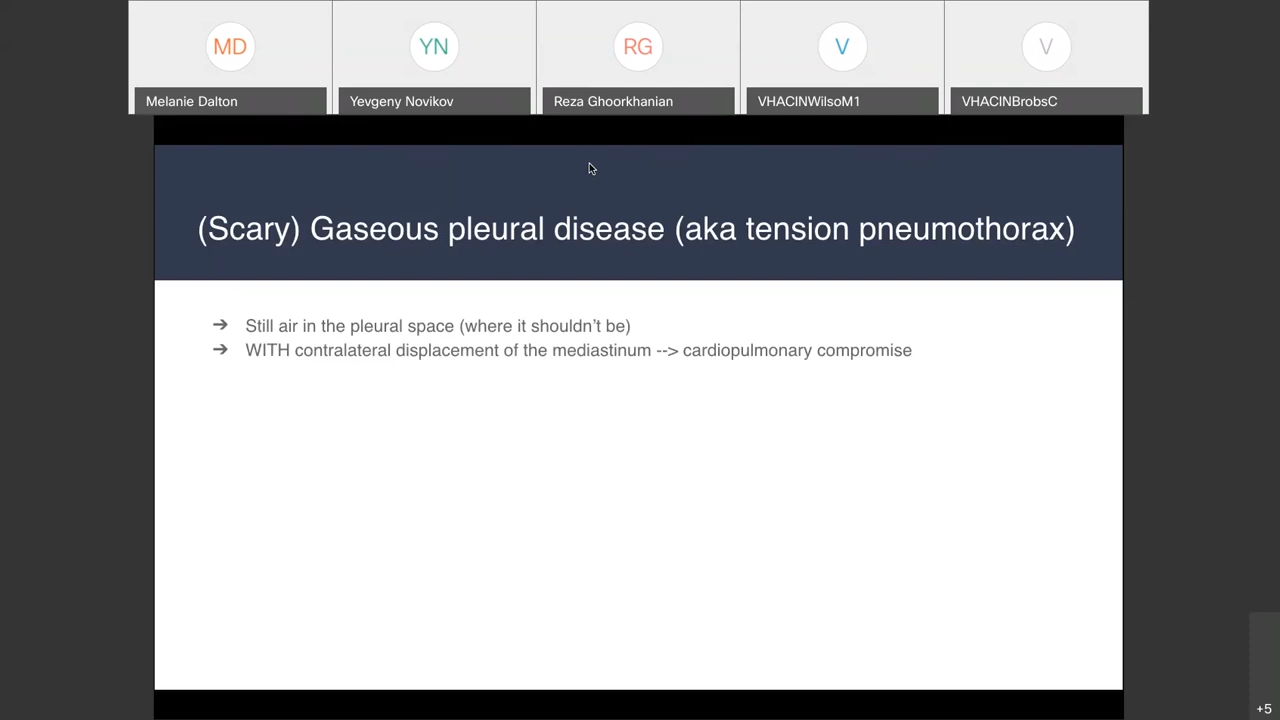 MD
YN
RG
V
V
Melanie Dalton
Yevgeny Novikov
Reza Ghoorkhanian
VHACINWilsoM1
VHACINBrobsC
(Scary) Gaseous pleural disease (aka tension pneumothorax)
➔ Still air in the pleural space (where it shouldn’t be)
➔ WITH contralateral displacement of the mediastinum --> cardiopulmonary compromise
+5